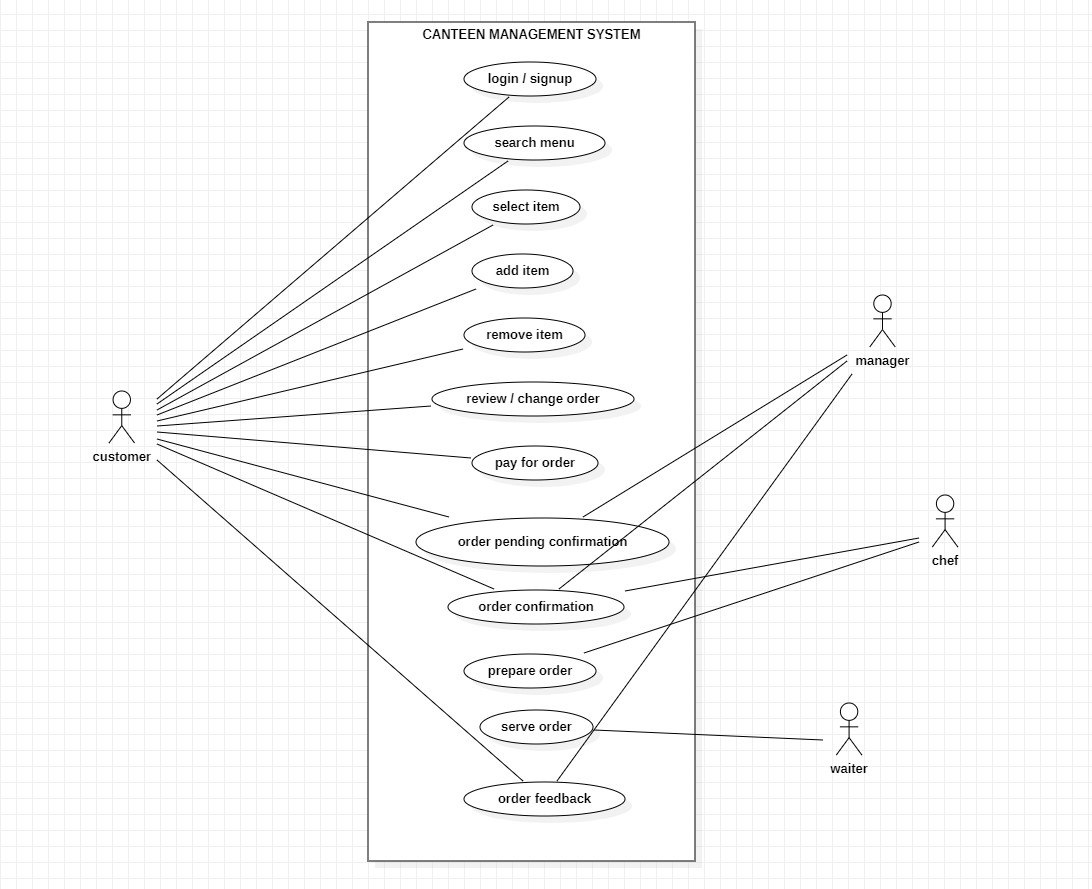 CANTEEN MANAGEMENT SYSTEM
login / signup
search menu
select item
add item
remove item
review / change order
pay for order
order pending confirmation
order confirmation
prepare order
serve order
order feedback
customer
manager
chef
waiter